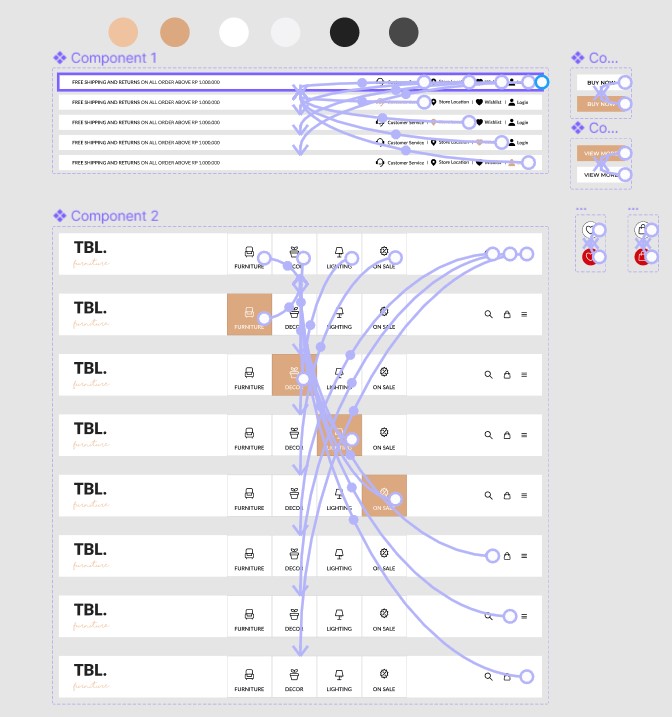 Component 1
Co...
FREE SHIPPING AND RETURNS ON ALL ORDER ABOVE RP 1.000.000
Customer Service | Store Location | Wishlist | Login
BUY NOW
FREE SHIPPING AND RETURNS ON ALL ORDER ABOVE RP 1.000.000
Store Location | Wishlist | Login
BUY NOW
FREE SHIPPING AND RETURNS ON ALL ORDER ABOVE RP 1.000.000
Customer Service | Wishlist | Login
Co...
FREE SHIPPING AND RETURNS ON ALL ORDER ABOVE RP 1.000.000
Customer Service | Store Location | Login
VIEW MORE
FREE SHIPPING AND RETURNS ON ALL ORDER ABOVE RP 1.000.000
Customer Service | Store Location | Wishlist |
VIEW MORE
Component 2
...
...
TBL.
furniture
FURNITURE DECOR LIGHTING ON SALE
TBL.
furniture
FURNITURE DECOR LIGHTING ON SALE
TBL.
furniture
FURNITURE DECOR LIGHTING ON SALE
TBL.
furniture
FURNITURE DECOR LIGHTING ON SALE
TBL.
furniture
FURNITURE DECOR LIGHTING ON SALE
TBL.
furniture
FURNITURE DECOR LIGHTING ON SALE
TBL.
furniture
FURNITURE DECOR LIGHTING ON SALE
TBL.
furniture
FURNITURE DECOR LIGHTING ON SALE